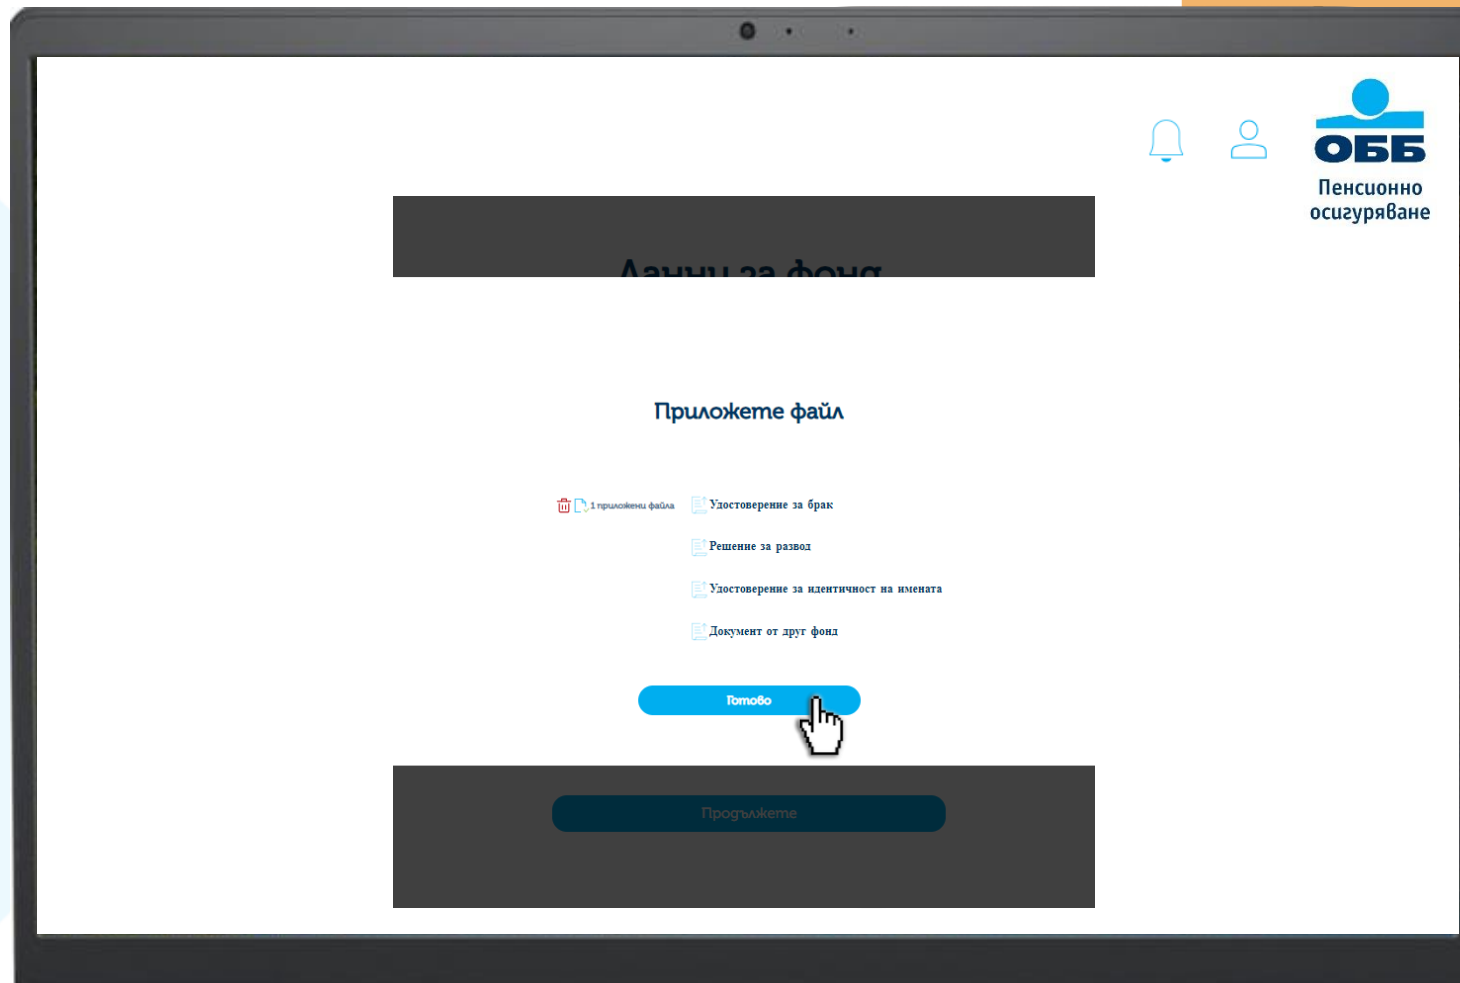 ОББ
Пенсионно
осигуряване
Данни за фонд
Приложете файл
1 приложени файла
Удостоверение за брак
Решение за развод
Удостоверение за идентичност на имената
Документ от друг фонд
Готово
Продължете